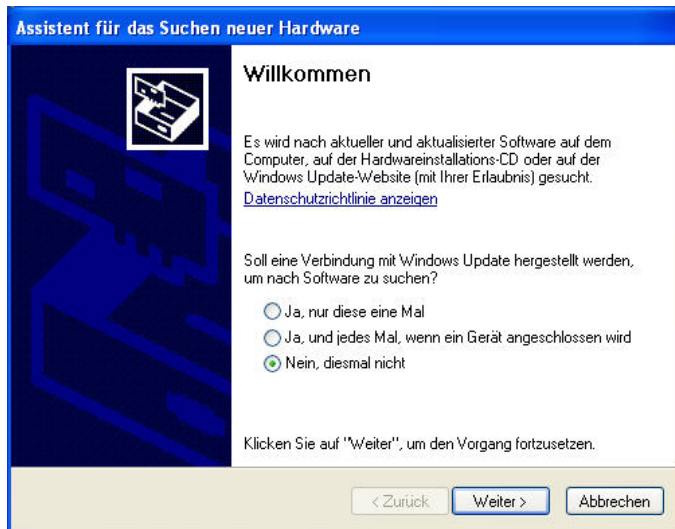 Assistent für das Suchen neuer Hardware
Willkommen
Es wird nach aktueller und aktualisierter Software auf dem
Computer, auf der Hardwareinstallations-CD oder auf der
Windows Update-Website (mit Ihrer Erlaubnis) gesucht.
Datenschutzrichtlinie anzeigen
Soll eine Verbindung mit Windows Update hergestellt werden,
um nach Software zu suchen?
Ja, nur diese eine Mal
Ja, und jedes Mal, wenn ein Gerät angeschlossen wird
Nein, diesmal nicht
Klicken Sie auf "Weiter", um den Vorgang fortzusetzen.
< Zurück Weiter > Abbrechen